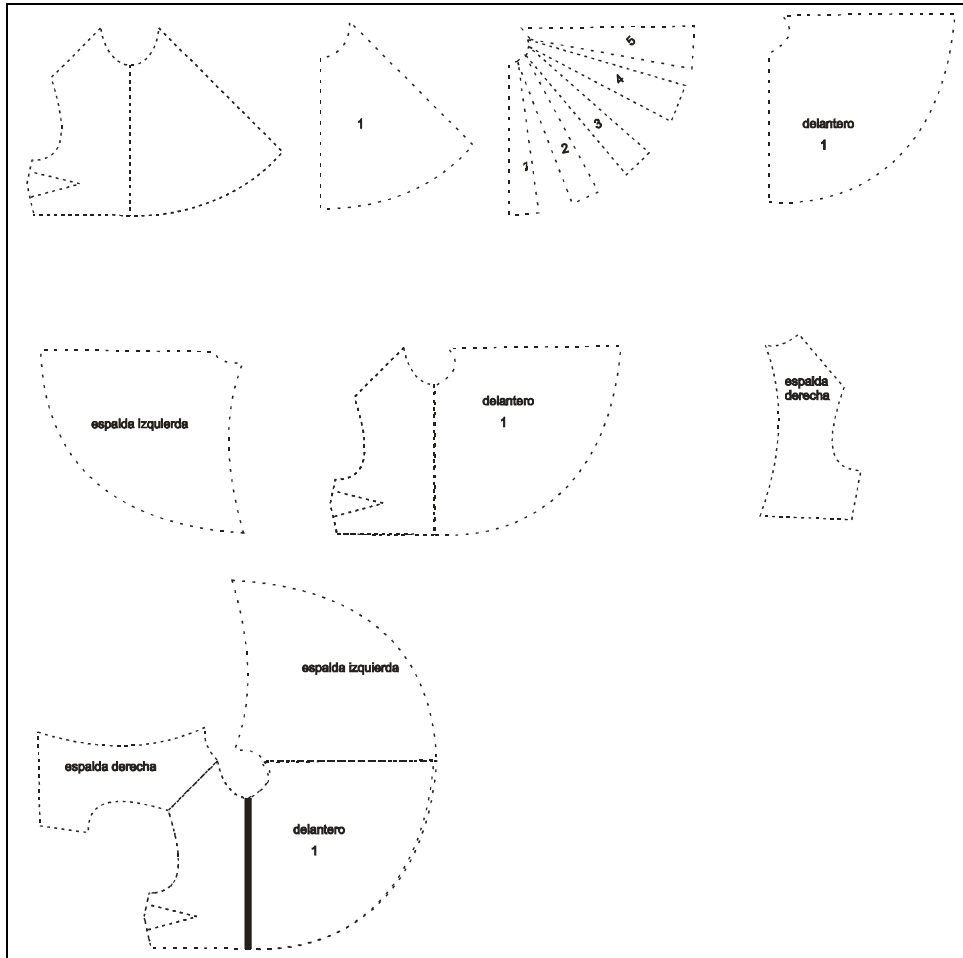 1
1
2
3
4
5
delantero
1
espalda izquierda
delantero
1
espalda
derecha
espalda izquierda
espalda derecha
delantero
1